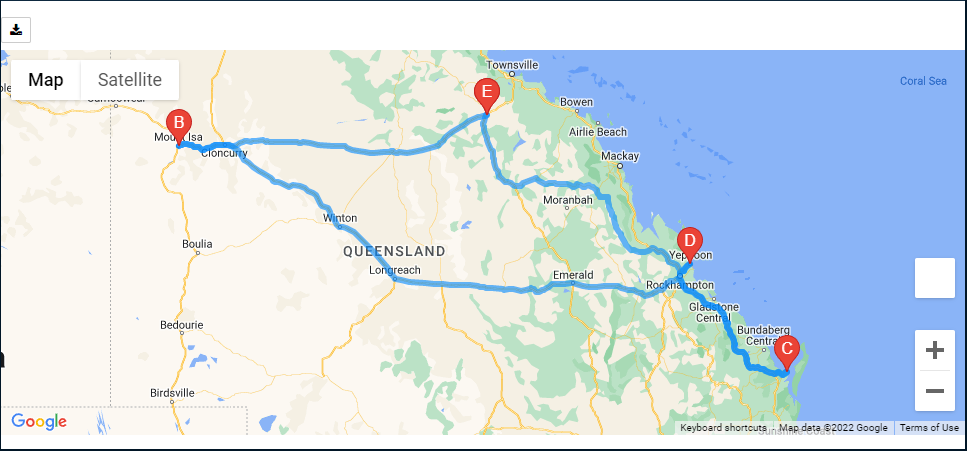 Townsville
Map
Satellite
Coral Sea
E
Bowen
B
Airlie Beach
Mount Isa
Cloncurry
Mackay
Moranbah
Winton
D
Boulia
QUEENSLAND
Yeppoon
Longreach
Emerald
Rockhampton
Gladstone
Central
Bedourie
Bundaberg
Central
C
Birdsville
Google
Keyboard shortcuts
Map data ©2022 Google
Terms of Use
Sunshine Coast